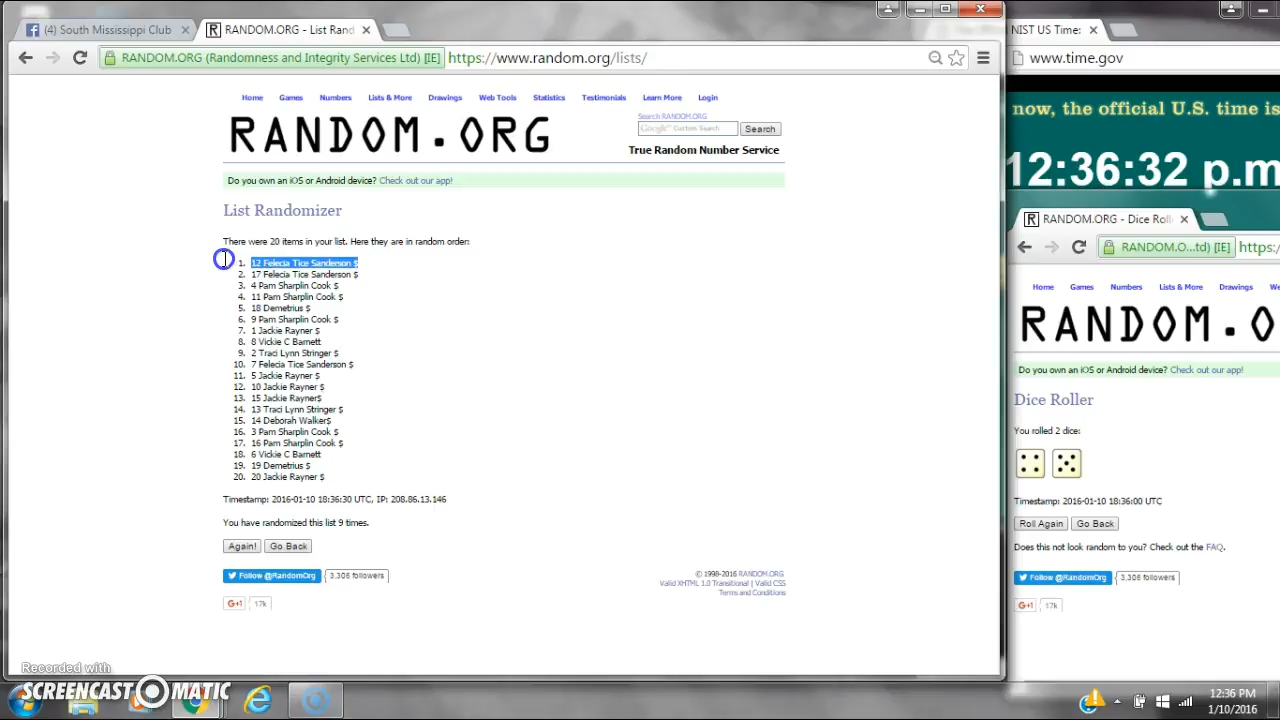 (4) South Mississippi Club
RANDOM.ORG - List Rand
NIST US Time:
RANDOM.ORG (Randomness and Integrity Services Ltd) [IE]
https://www.random.org/lists/
www.time.gov
Home Games Numbers Lists & More Drawings Web Tools Statistics Testimonials Learn More Login
now, the official U.S. time is
Search RANDOM.ORG
Google™ Custom Search
Search
RANDOM.ORG
True Random Number Service
12:36:32 p.m
Do you own an iOS or Android device? Check out our app!
List Randomizer
There were 20 items in your list. Here they are in random order:
1. 12 Felecia Tice Sanderson $
2. 17 Felecia Tice Sanderson $
3. 4 Pam Sharplin Cook $
4. 11 Pam Sharplin Cook $
5. 18 Demetrius $
6. 9 Pam Sharplin Cook $
7. 1 Jackie Rayner $
8. 8 Vickie C Barnett
9. 2 Traci Lynn Stringer $
10. 7 Felecia Tice Sanderson $
11. 5 Jackie Rayner $
12. 10 Jackie Rayner $
13. 15 Jackie Rayner$
14. 13 Traci Lynn Stringer $
15. 14 Deborah Walker$
16. 3 Pam Sharplin Cook $
17. 16 Pam Sharplin Cook $
18. 6 Vickie C Barnett
19. 19 Demetrius $
20. 20 Jackie Rayner $
Timestamp: 2016-01-10 18:36:30 UTC, IP: 208.86.13.146
You have randomized this list 9 times.
Again! Go Back
Follow @RandomOrg 3,306 followers
+1 17k
© 1998-2016 RANDOM.ORG
Valid XHTML 1.0 Transitional | Valid CSS
Terms and Conditions
RANDOM.ORG - Dice Roll
RANDOM.O...td) [IE] https:/
Home Games Numbers Lists & More Drawings We
RANDOM.O
Do you own an iOS or Android device? Check out our app!
Dice Roller
You rolled 2 dice:
Timestamp: 2016-01-10 18:36:00 UTC
Roll Again Go Back
Does this not look random to you? Check out the FAQ.
Follow @RandomOrg 3,306 followers
+1 17k
Recorded with
SCREENCAST MATIC
12:36 PM
1/10/2016